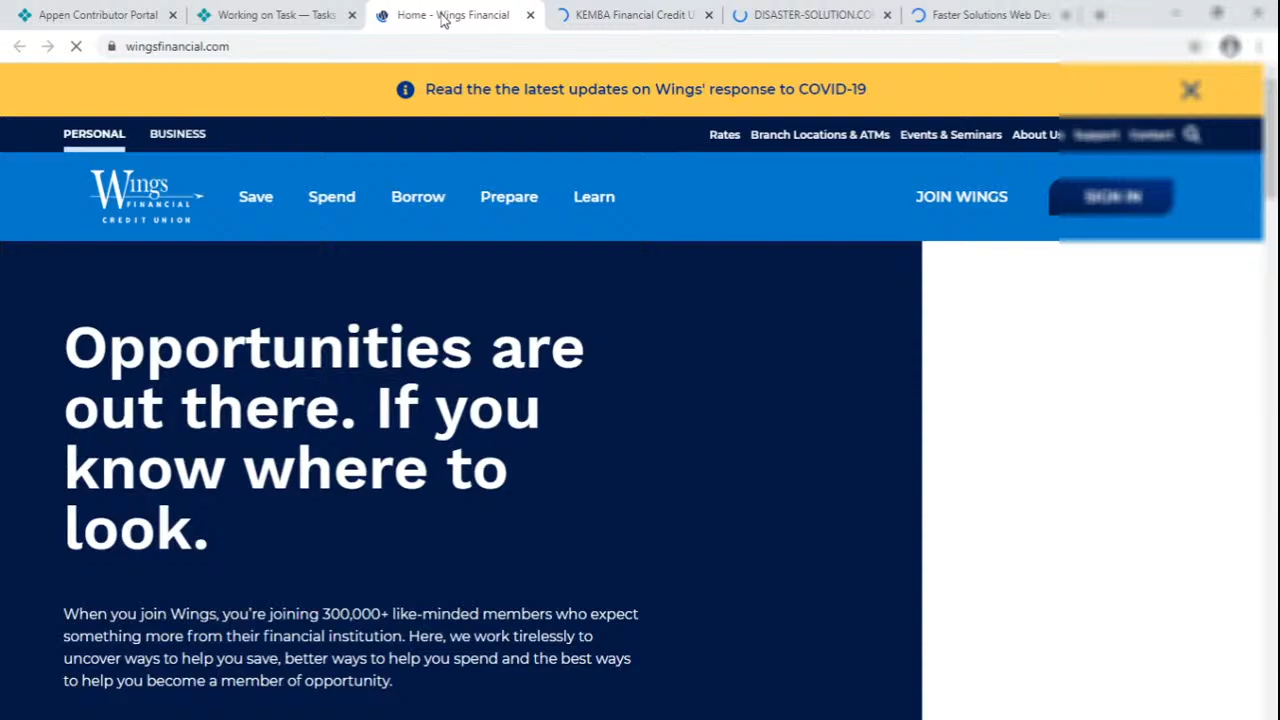 Appen Contributor Portal
Working on Task — Tasks
Home - Wings Financial
KEMBA Financial Credit U
DISASTER-SOLUTION.CO
Faster Solutions Web Des
wingsfinancial.com
Read the the latest updates on Wings' response to COVID-19
PERSONAL BUSINESS Rates Branch Locations & ATMs Events & Seminars About Us Support Contact
Wings
FINANCIAL
CREDIT UNION
Save Spend Borrow Prepare Learn JOIN WINGS SIGN IN
Opportunities are
out there. If you
know where to
look.
When you join Wings, you're joining 300,000+ like-minded members who expect
something more from their financial institution. Here, we work tirelessly to
uncover ways to help you save, better ways to help you spend and the best ways
to help you become a member of opportunity.